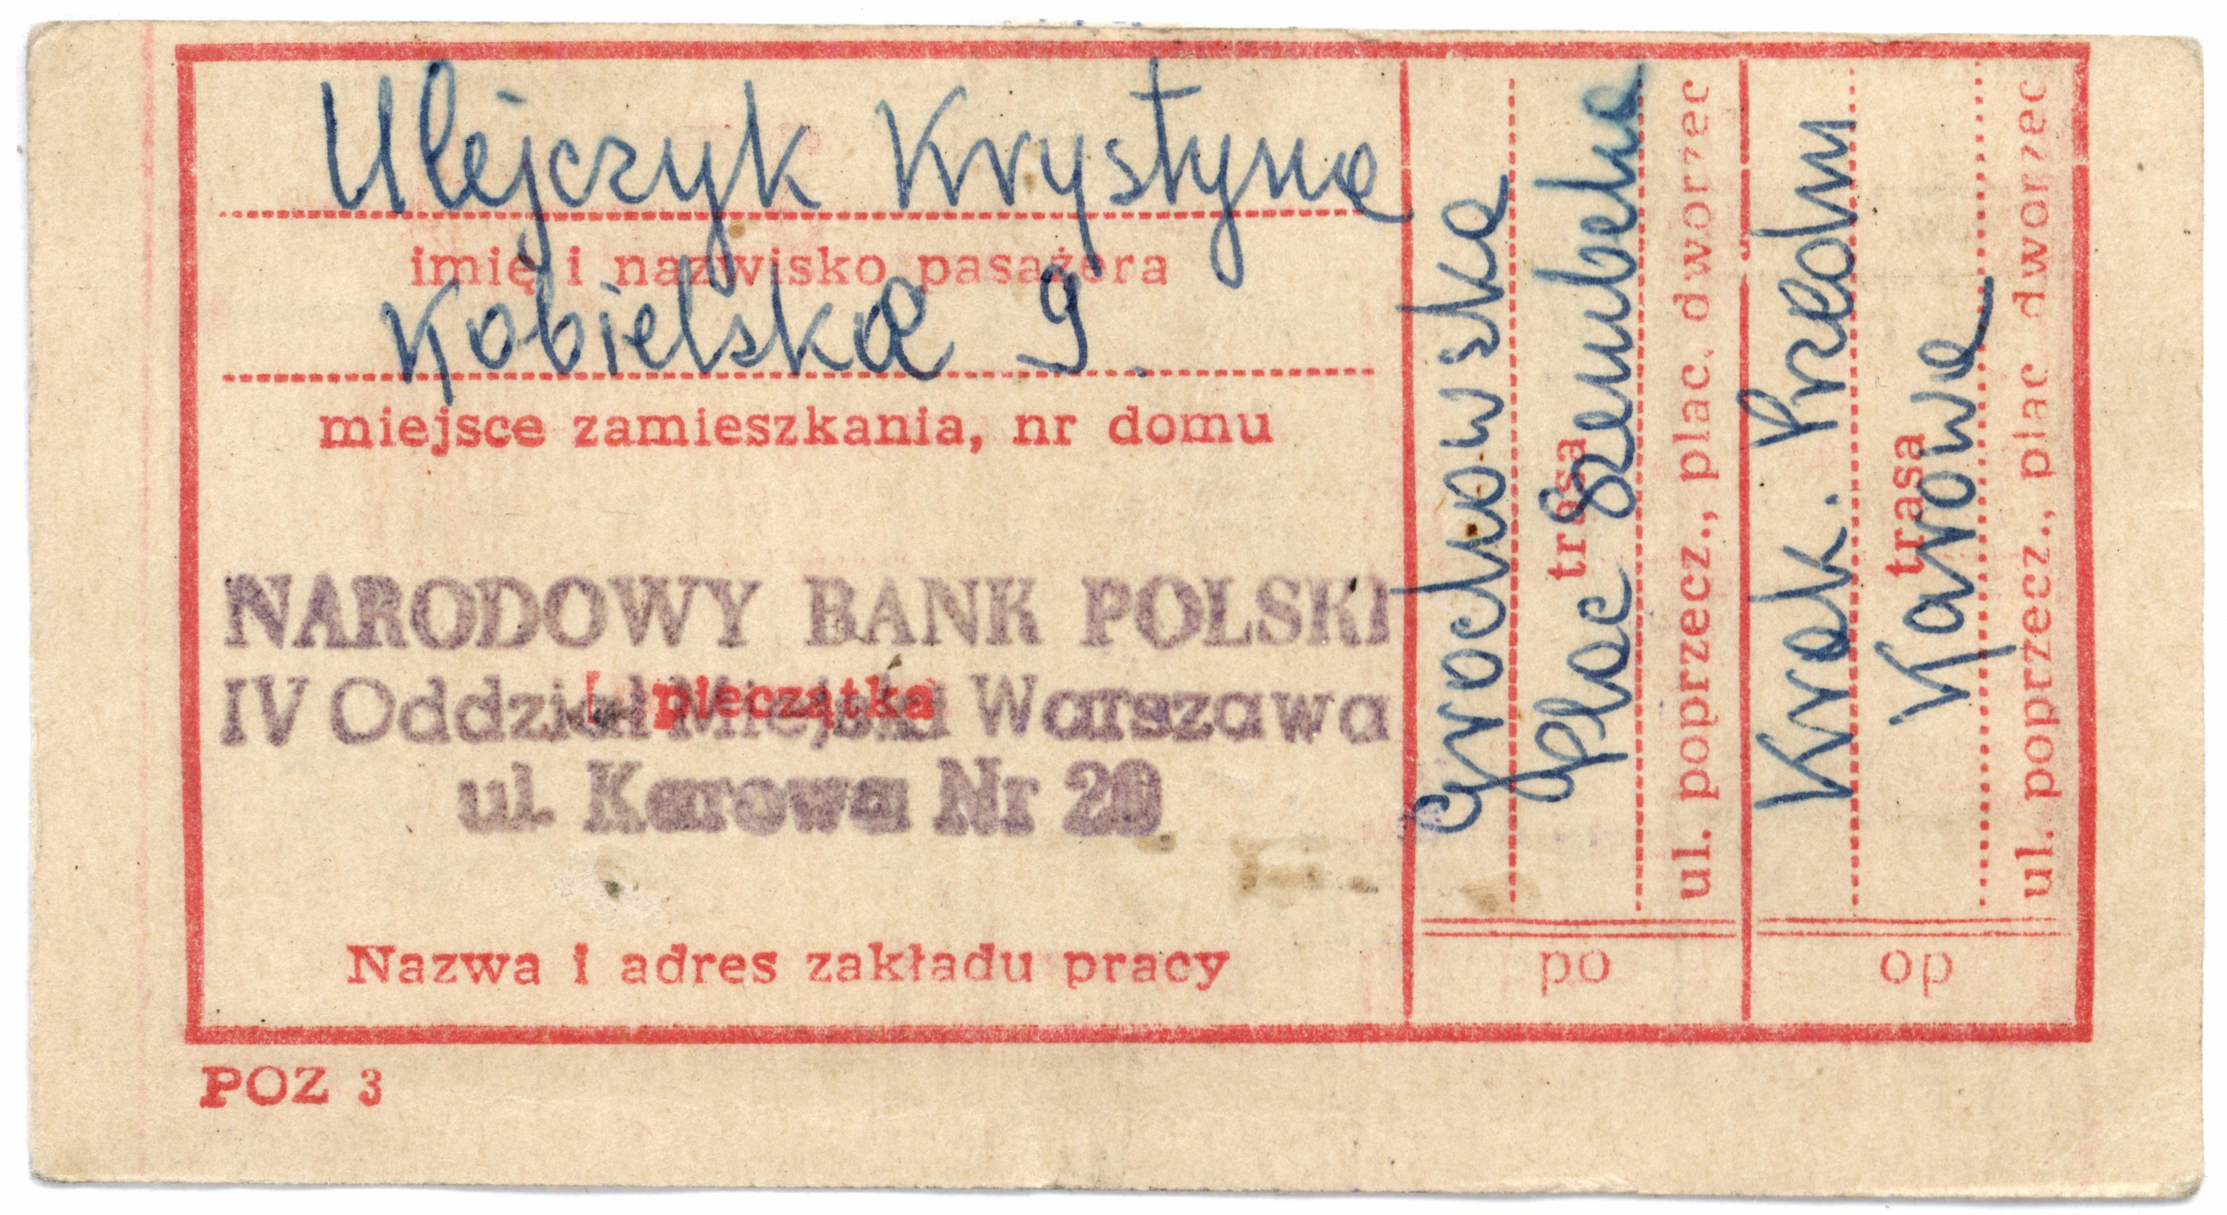 Ulejczyk Krystyna
imię i nazwisko pasażera
Kobielska 9.
miejsce zamieszkania, nr domu
NARODOWY BANK POLSKI
IV Oddział Miejski Warszawa
pieczątka
ul. Karowa Nr 20
Nazwa i adres zakładu pracy
POZ 3
Grochowska
trasa
Plac Szembeka
ul. poprzecz., plac. dworzec
po
Krak. Przedm
trasa
Karowa
ul. poprzecz., plac dworzec
op